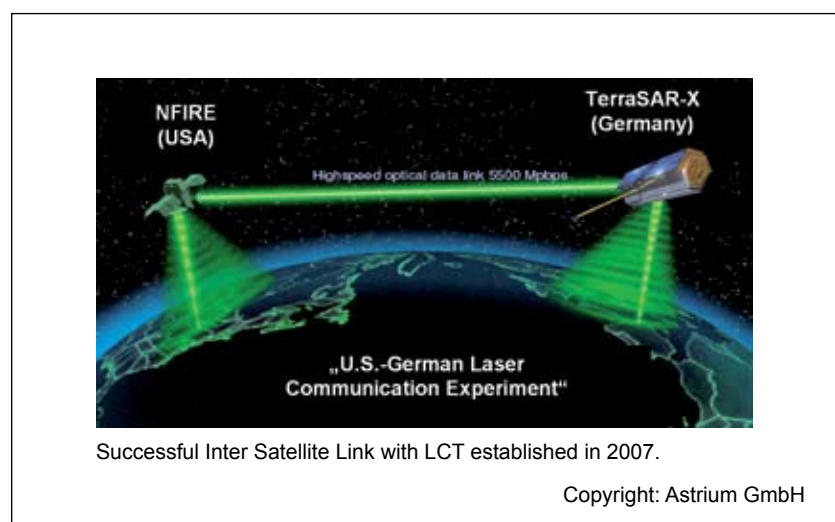 NFIRE
(USA)
TerraSAR-X
(Germany)
Highspeed optical data link 5500 Mpbps
„U.S.-German Laser
Communication Experiment“
Successful Inter Satellite Link with LCT established in 2007.
Copyright: Astrium GmbH